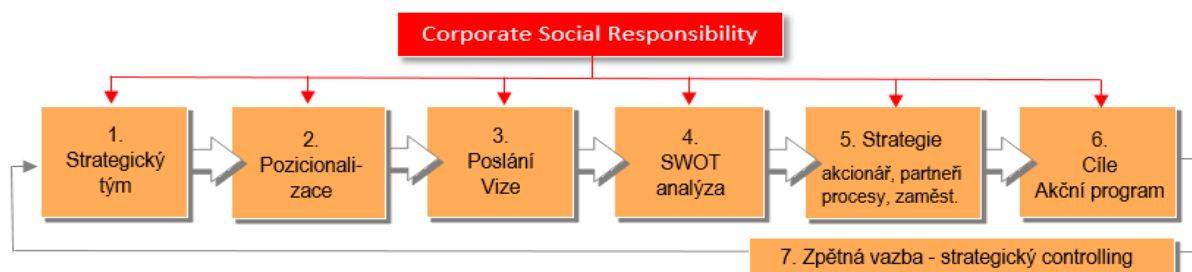 Corporate Social Responsibility
1.
Strategický
tým
2.
Pozicionali-
zace
3.
Poslání
Vize
4.
SWOT
analýza
5. Strategie
akcionář, partneři
procesy, zaměst.
6.
Cíle
Akční program
7. Zpětná vazba - strategický controlling